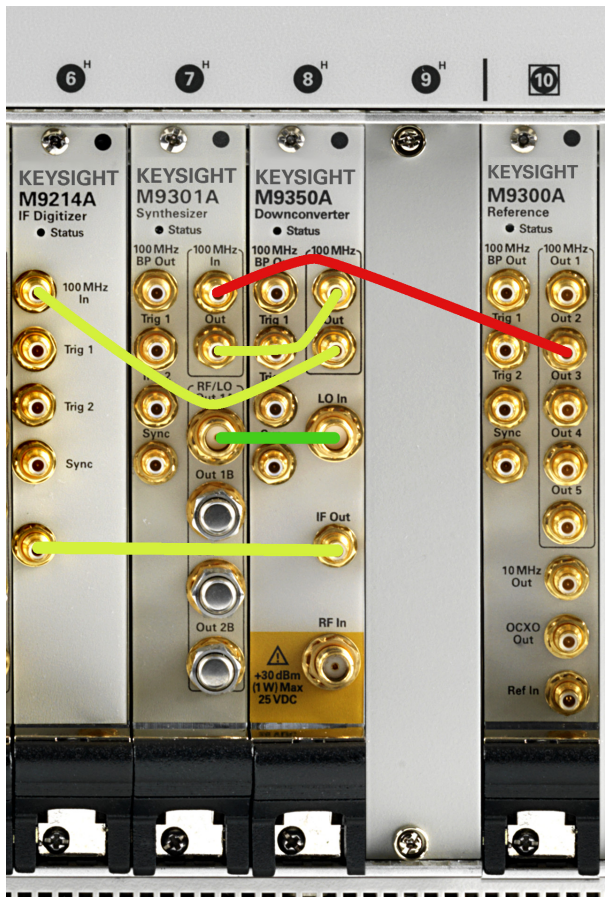 6 H
7 H
8 H
9 H
10
KEYSIGHT
M9214A
IF Digitizer
Status
100 MHz
In
Trig 1
Trig 2
Sync
KEYSIGHT
M9301A
Synthesizer
Status
100 MHz
BP Out
100 MHz
In
Trig 1
Out
Sync
RF/LO
Out 1B
Out 2B
KEYSIGHT
M9350A
Downconverter
Status
100 MHz
BP Out
100 MHz
Trig 1
Out
LO In
IF Out
RF In
+30 dBm
(1 W) Max
25 VDC
KEYSIGHT
M9300A
Reference
Status
100 MHz
BP Out
100 MHz
Out 1
Trig 1
Out 2
Trig 2
Out 3
Sync
Out 4
Out 5
10 MHz
Out
OCXO
Out
Ref In